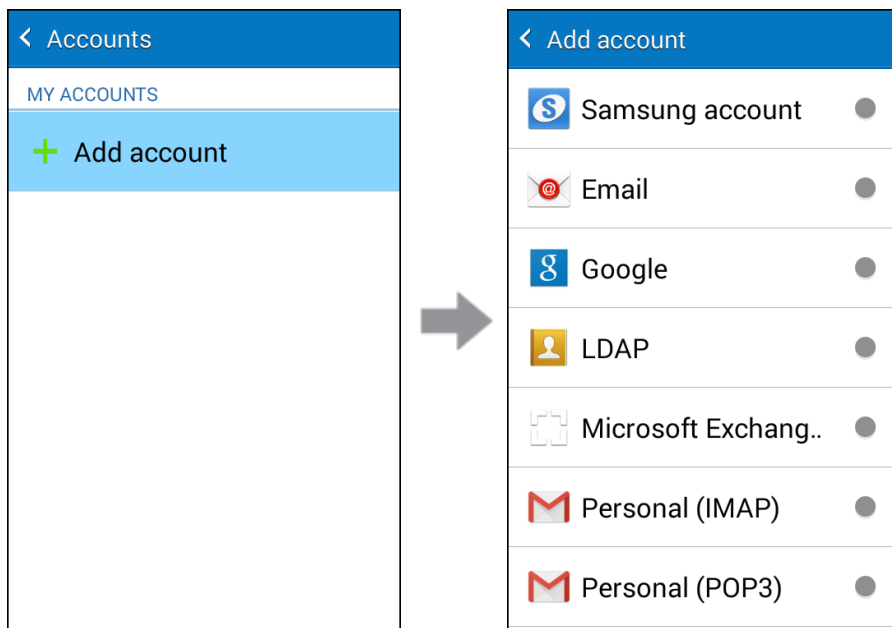 Accounts
MY ACCOUNTS
Add account
Add account
Samsung account
Email
Google
LDAP
Microsoft Exchang..
Personal (IMAP)
Personal (POP3)